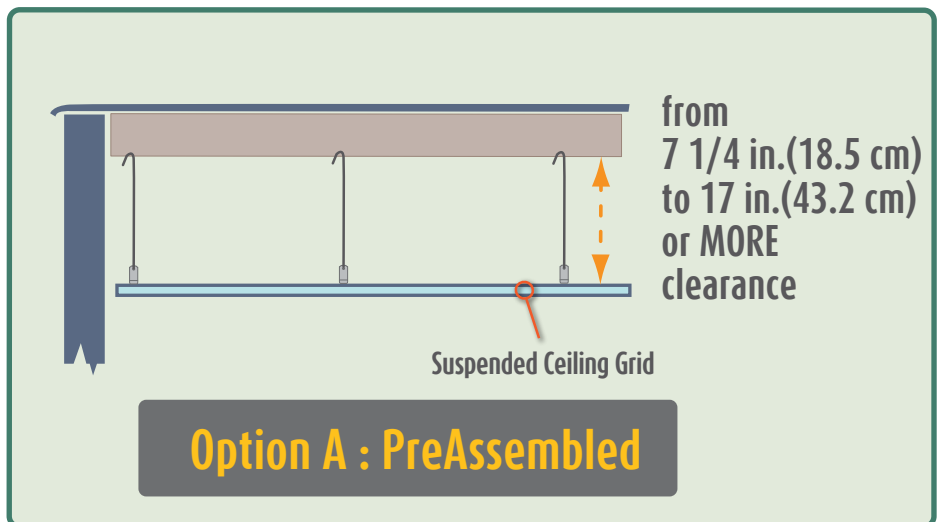 from
7 1/4 in.(18.5 cm)
to 17 in.(43.2 cm)
or MORE
clearance
Suspended Ceiling Grid
Option A : PreAssembled